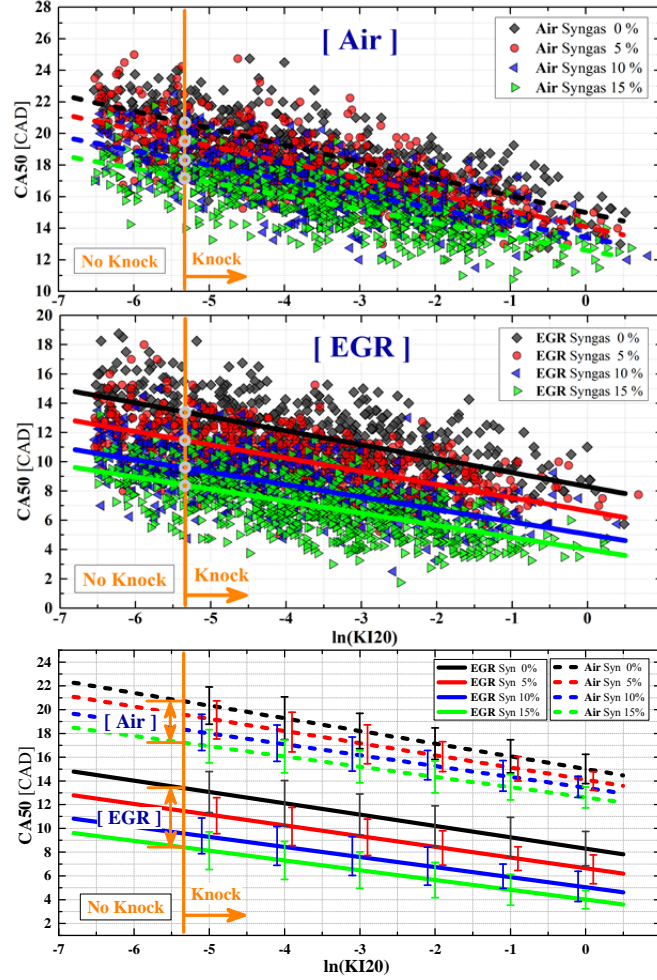 [ Air ]
Air Syngas 0 %
Air Syngas 5 %
Air Syngas 10 %
Air Syngas 15 %
CA50 [CAD]
28
26
24
22
20
18
16
14
12
10
No Knock
Knock
-7 -6 -5 -4 -3 -2 -1 0
[ EGR ]
EGR Syngas 0 %
EGR Syngas 5 %
EGR Syngas 10 %
EGR Syngas 15 %
CA50 [CAD]
20
18
16
14
12
10
8
6
4
2
0
No Knock
Knock
-7 -6 -5 -4 -3 -2 -1 0
ln(KI20)
EGR Syn 0%
EGR Syn 5%
EGR Syn 10%
EGR Syn 15%
Air Syn 0%
Air Syn 5%
Air Syn 10%
Air Syn 15%
CA50 [CAD]
24
22
20
18
16
14
12
10
8
6
4
2
[ Air ]
[ EGR ]
No Knock
Knock
-7 -6 -5 -4 -3 -2 -1 0
ln(KI20)